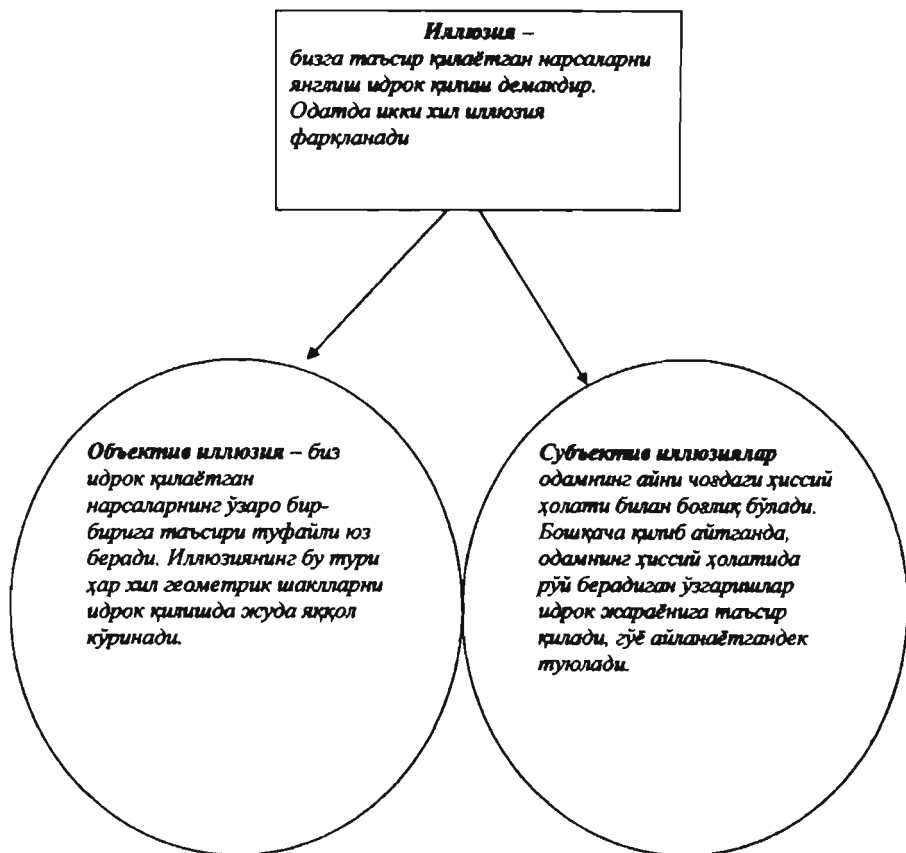 Иллюзия –
бизга таъсир қилаётган нарсаларни
янглиш идрок қилиш демакдир.
Одатда икки хил иллюзия
фарқланади
Объектив иллюзия – биз
идрок қилаётган
нарсаларнинг ўзаро бир-
бирига таъсири туфайли юз
беради. Иллюзиянинг бу тури
ҳар хил геометрик шаклларни
идрок қилишда жуда яққол
кўринади.
Субъектив иллюзиялар
одамнинг айни чоғдаги ҳиссий
ҳолати билан боғлиқ бўлади.
Бошқача қилиб айтганда,
одамнинг ҳиссий ҳолатида
рўй берадиган ўзгаришлар
идрок жараёнига таъсир
қилади, гўё айланаётгандек
туюлади.